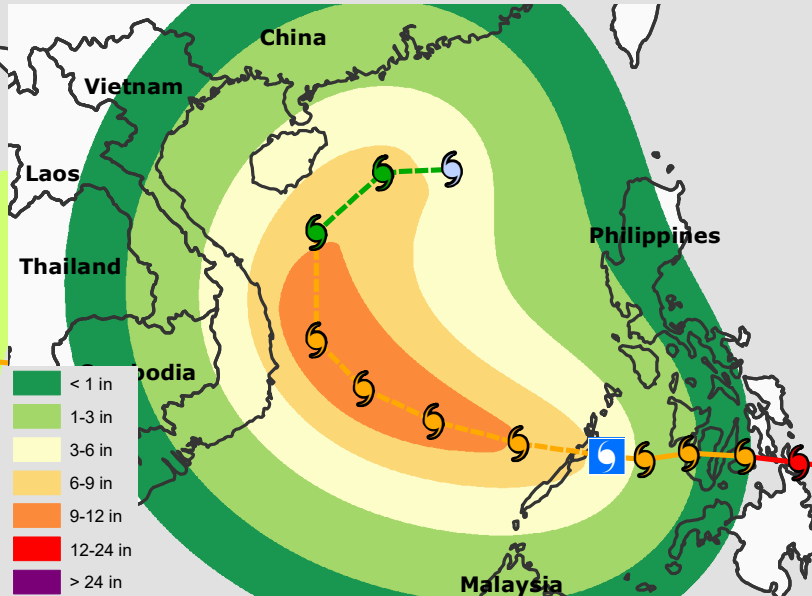 China
Vietnam
Laos
Philippines
Thailand
Cambodia
< 1 in
1-3 in
3-6 in
6-9 in
9-12 in
12-24 in
> 24 in
Malaysia